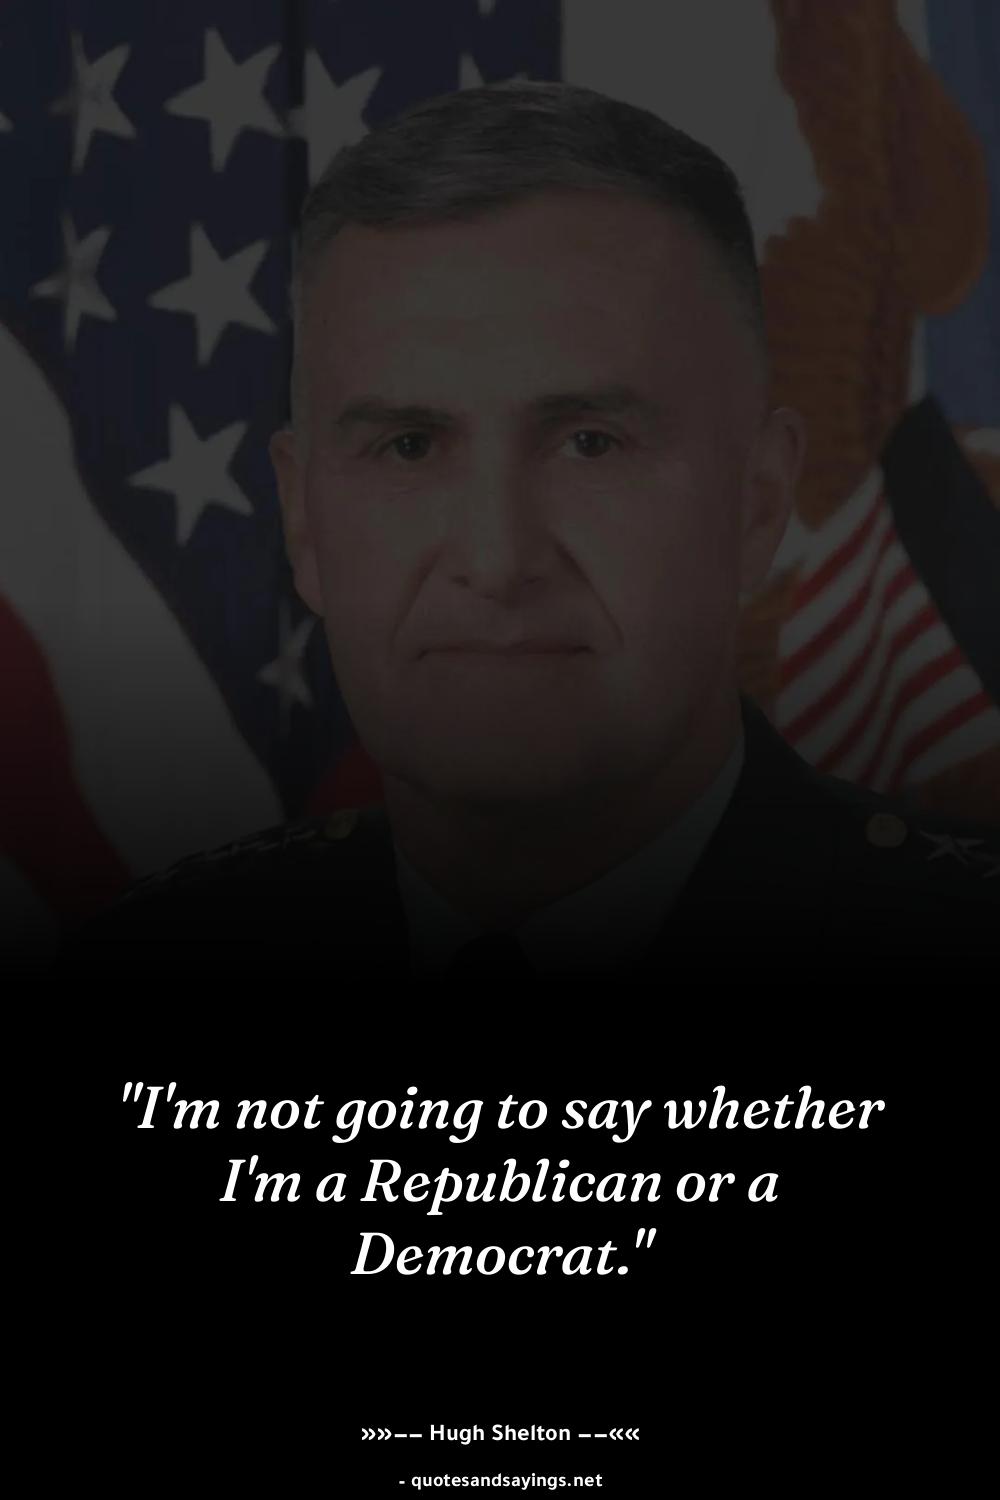 "I'm not going to say whether
I'm a Republican or a
Democrat."
»»−− Hugh Shelton −−««
- quotesandsayings.net